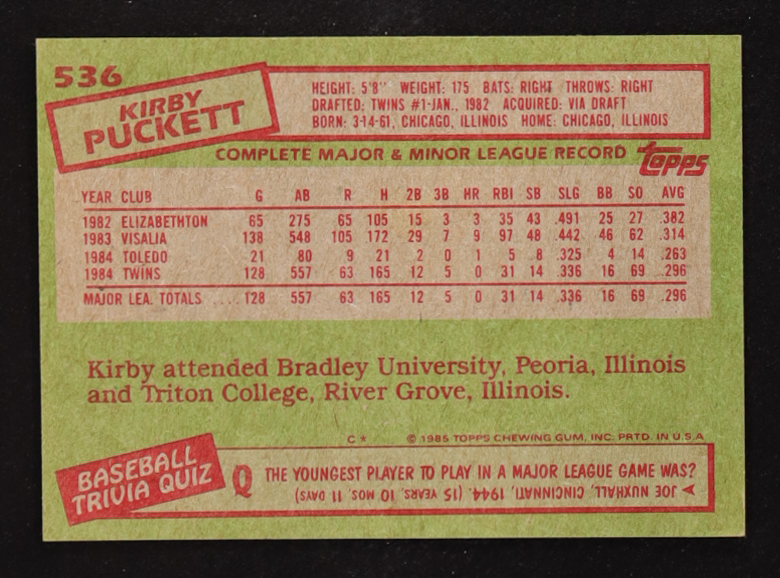 536
KIRBY
PUCKETT
HEIGHT: 5'8" WEIGHT: 175 BATS: RIGHT THROWS: RIGHT
DRAFTED: TWINS #1-JAN., 1982 ACQUIRED: VIA DRAFT
BORN: 3-14-61, CHICAGO, ILLINOIS HOME: CHICAGO, ILLINOIS
COMPLETE MAJOR & MINOR LEAGUE RECORD topps
YEAR CLUB G AB R H 2B 3B HR RBI SB SLG BB SO AVG
1982 ELIZABETHTON 65 275 65 105 15 3 3 35 43 .491 25 27 .382
1983 VISALIA 138 548 105 172 29 7 9 97 48 .442 46 62 .314
1984 TOLEDO 21 80 9 21 2 0 1 5 8 .325 4 14 .263
1984 TWINS 128 557 63 165 12 5 0 31 14 .336 16 69 .296
MAJOR LEA. TOTALS .... 128 557 63 165 12 5 0 31 14 .336 16 69 .296
Kirby attended Bradley University, Peoria, Illinois
and Triton College, River Grove, Illinois.
C* © 1985 TOPPS CHEWING GUM, INC. PRTD. IN U.S.A
BASEBALL
TRIVIA QUIZ
Q THE YOUNGEST PLAYER TO PLAY IN A MAJOR LEAGUE GAME WAS?
JOE NUXHALL, CINCINNATI, 1944. (15 YEARS, 10 MOS, 11 DAYS)